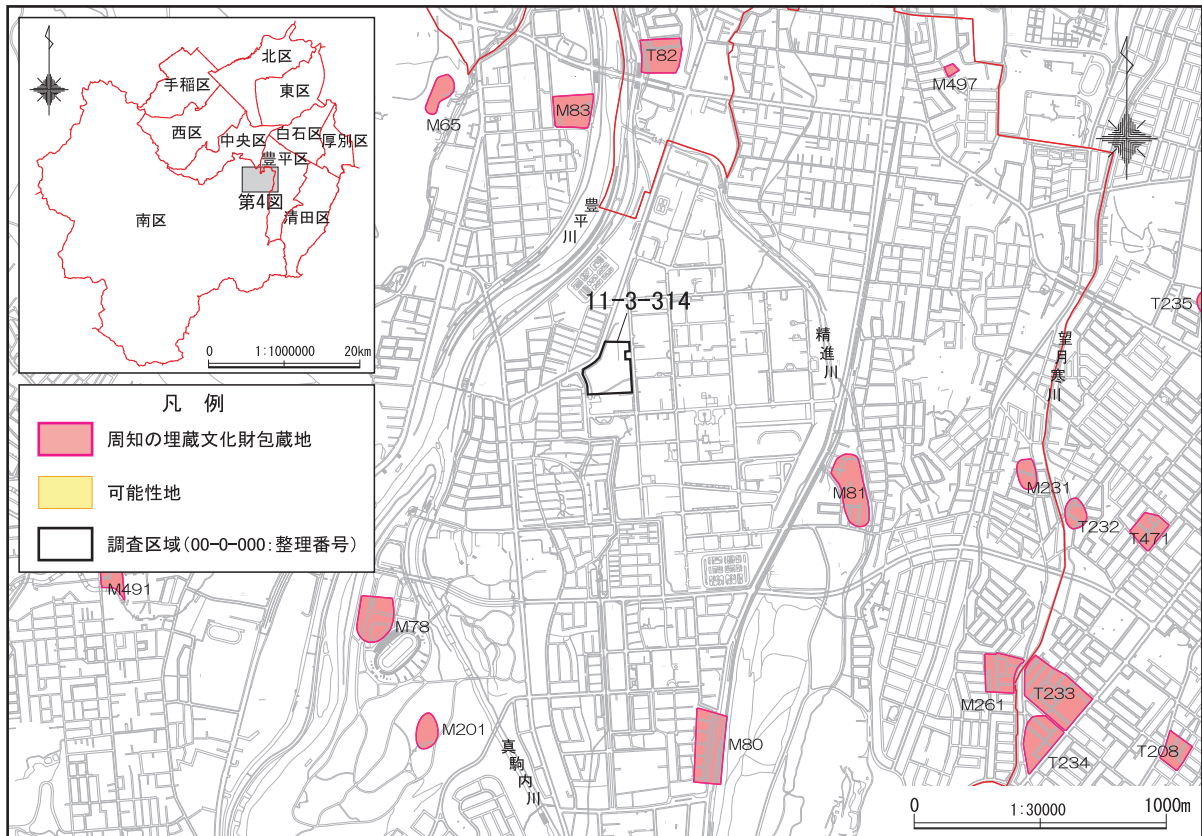 北区
手稲区
東区
西区
中央区
白石区
厚別区
豊平区
第4図
清田区
南区
0 1:1000000 20km
凡 例
周知の埋蔵文化財包蔵地
可能性地
調査区域(00-0-000:整理番号)
T82
M497
M65
M83
豊平川
11-3-314
T235
精進川
望月寒川
M81
M231
T232
T471
M491
M78
M261
T233
M201
M80
T234
T208
真駒内川
0 1:30000 1000m